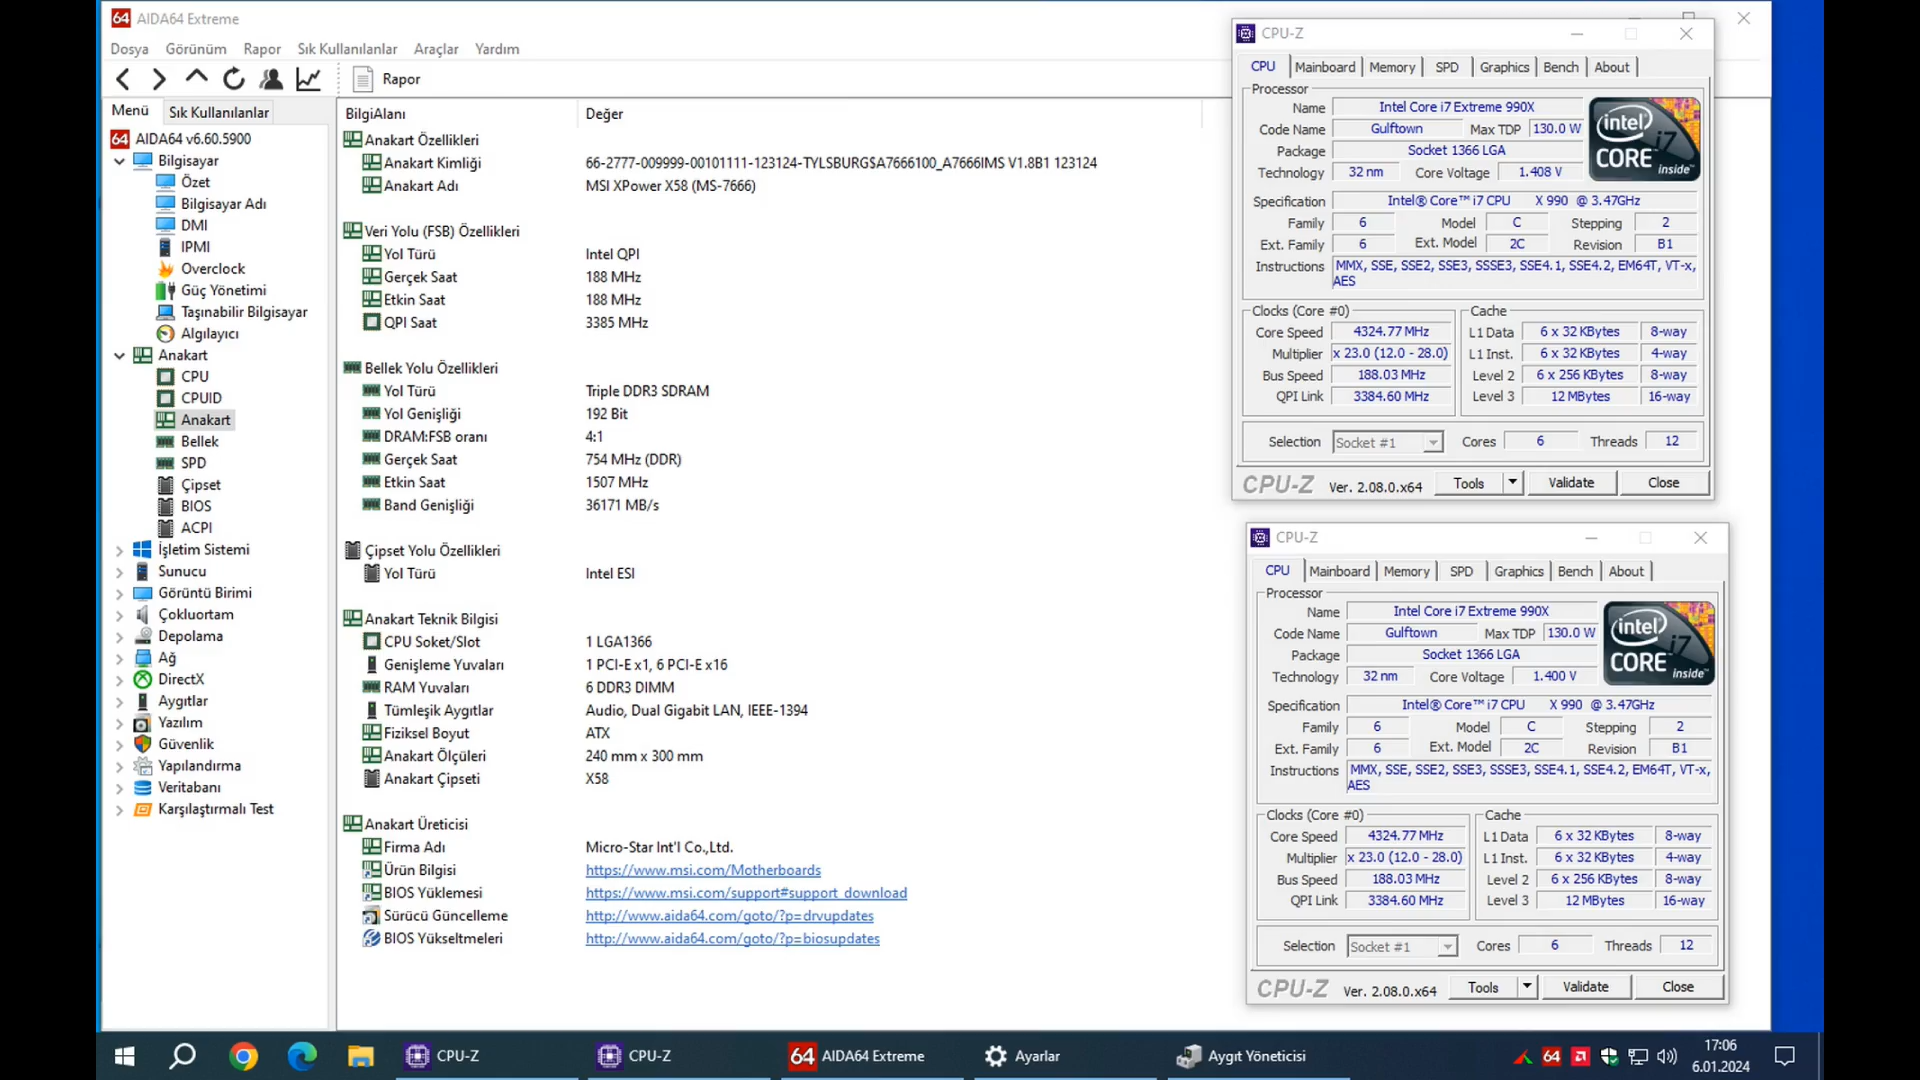 64 AIDA64 Extreme
Dosya Görünüm Rapor Sık Kullanılanlar Araçlar Yardım
Rapor
Menü Sık Kullanılanlar
64 AIDA64 v6.60.5900
Bilgisayar
Özet
Bilgisayar Adı
DMI
IPMI
Overclock
Güç Yönetimi
Taşınabilir Bilgisayar
Algılayıcı
Anakart
CPU
CPUID
Anakart
Bellek
SPD
Çipset
BIOS
ACPI
İşletim Sistemi
Sunucu
Görüntü Birimi
Çokluortam
Depolama
Ağ
DirectX
Aygıtlar
Yazılım
Güvenlik
Yapılandırma
Veritabanı
Karşılaştırmalı Test
BilgiAlanı Değer
Anakart Özellikleri
Anakart Kimliği 66-2777-009999-00101111-123124-TYLSBURG$A7666100_A7666IMS V1.8B1 123124
Anakart Adı MSI XPower X58 (MS-7666)
Veri Yolu (FSB) Özellikleri
Yol Türü Intel QPI
Gerçek Saat 188 MHz
Etkin Saat 188 MHz
QPI Saat 3385 MHz
Bellek Yolu Özellikleri
Yol Türü Triple DDR3 SDRAM
Yol Genişliği 192 Bit
DRAM:FSB oranı 4:1
Gerçek Saat 754 MHz (DDR)
Etkin Saat 1507 MHz
Band Genişliği 36171 MB/s
Çipset Yolu Özellikleri
Yol Türü Intel ESI
Anakart Teknik Bilgisi
CPU Soket/Slot 1 LGA1366
Genişleme Yuvaları 1 PCI-E x1, 6 PCI-E x16
RAM Yuvaları 6 DDR3 DIMM
Tümleşik Aygıtlar Audio, Dual Gigabit LAN, IEEE-1394
Fiziksel Boyut ATX
Anakart Ölçüleri 240 mm x 300 mm
Anakart Çipseti X58
Anakart Üreticisi
Firma Adı Micro-Star Int'l Co.,Ltd.
Ürün Bilgisi https://www.msi.com/Motherboards
BIOS Yüklemesi https://www.msi.com/support#support_download
Sürücü Güncelleme http://www.aida64.com/goto/?p=drvupdates
BIOS Yükseltmeleri http://www.aida64.com/goto/?p=biosupdates
CPU-Z
CPU Mainboard Memory SPD Graphics Bench About
Processor
Name Intel Core i7 Extreme 990X
Code Name Gulftown Max TDP 130.0 W
Package Socket 1366 LGA
Technology 32 nm Core Voltage 1.408 V
intel CORE i7 inside™
Specification Intel® Core™ i7 CPU X 990 @ 3.47GHz
Family 6 Model C Stepping 2
Ext. Family 6 Ext. Model 2C Revision B1
Instructions MMX, SSE, SSE2, SSE3, SSSE3, SSE4.1, SSE4.2, EM64T, VT-x,
AES
Clocks (Core #0) Cache
Core Speed 4324.77 MHz L1 Data 6 x 32 KBytes 8-way
Multiplier x 23.0 (12.0 - 28.0) L1 Inst. 6 x 32 KBytes 4-way
Bus Speed 188.03 MHz Level 2 6 x 256 KBytes 8-way
QPI Link 3384.60 MHz Level 3 12 MBytes 16-way
Selection Socket #1 Cores 6 Threads 12
CPU-Z Ver. 2.08.0.x64 Tools Validate Close
CPU-Z
CPU Mainboard Memory SPD Graphics Bench About
Processor
Name Intel Core i7 Extreme 990X
Code Name Gulftown Max TDP 130.0 W
Package Socket 1366 LGA
Technology 32 nm Core Voltage 1.400 V
intel CORE i7 inside™
Specification Intel® Core™ i7 CPU X 990 @ 3.47GHz
Family 6 Model C Stepping 2
Ext. Family 6 Ext. Model 2C Revision B1
Instructions MMX, SSE, SSE2, SSE3, SSSE3, SSE4.1, SSE4.2, EM64T, VT-x,
AES
Clocks (Core #0) Cache
Core Speed 4324.77 MHz L1 Data 6 x 32 KBytes 8-way
Multiplier x 23.0 (12.0 - 28.0) L1 Inst. 6 x 32 KBytes 4-way
Bus Speed 188.03 MHz Level 2 6 x 256 KBytes 8-way
QPI Link 3384.60 MHz Level 3 12 MBytes 16-way
Selection Socket #1 Cores 6 Threads 12
CPU-Z Ver. 2.08.0.x64 Tools Validate Close
CPU-Z CPU-Z 64 AIDA64 Extreme Ayarlar Aygıt Yöneticisi 64 17:06
6.01.2024